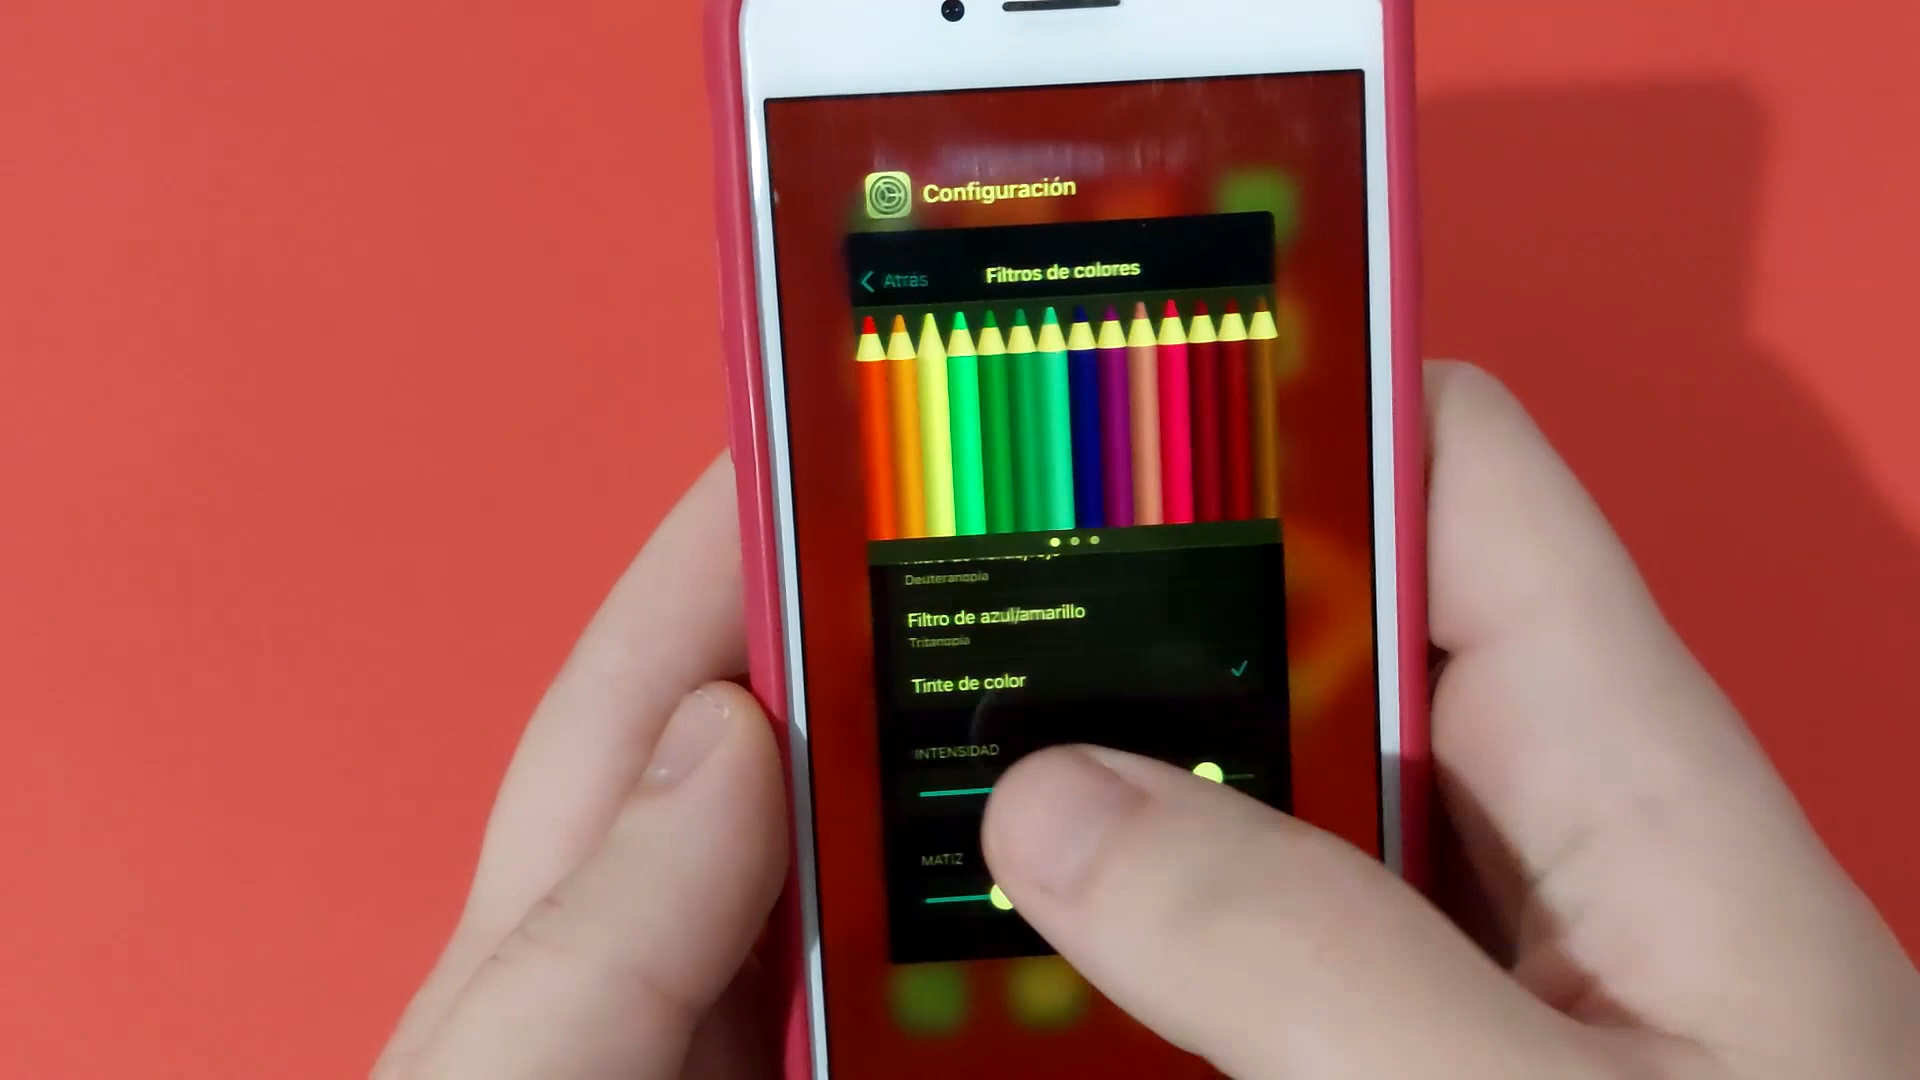 Configuración
Atrás
Filtros de colores
Deuteranopía
Filtro de azul/amarillo
Tritanopía
Tinte de color
INTENSIDAD
MATIZ